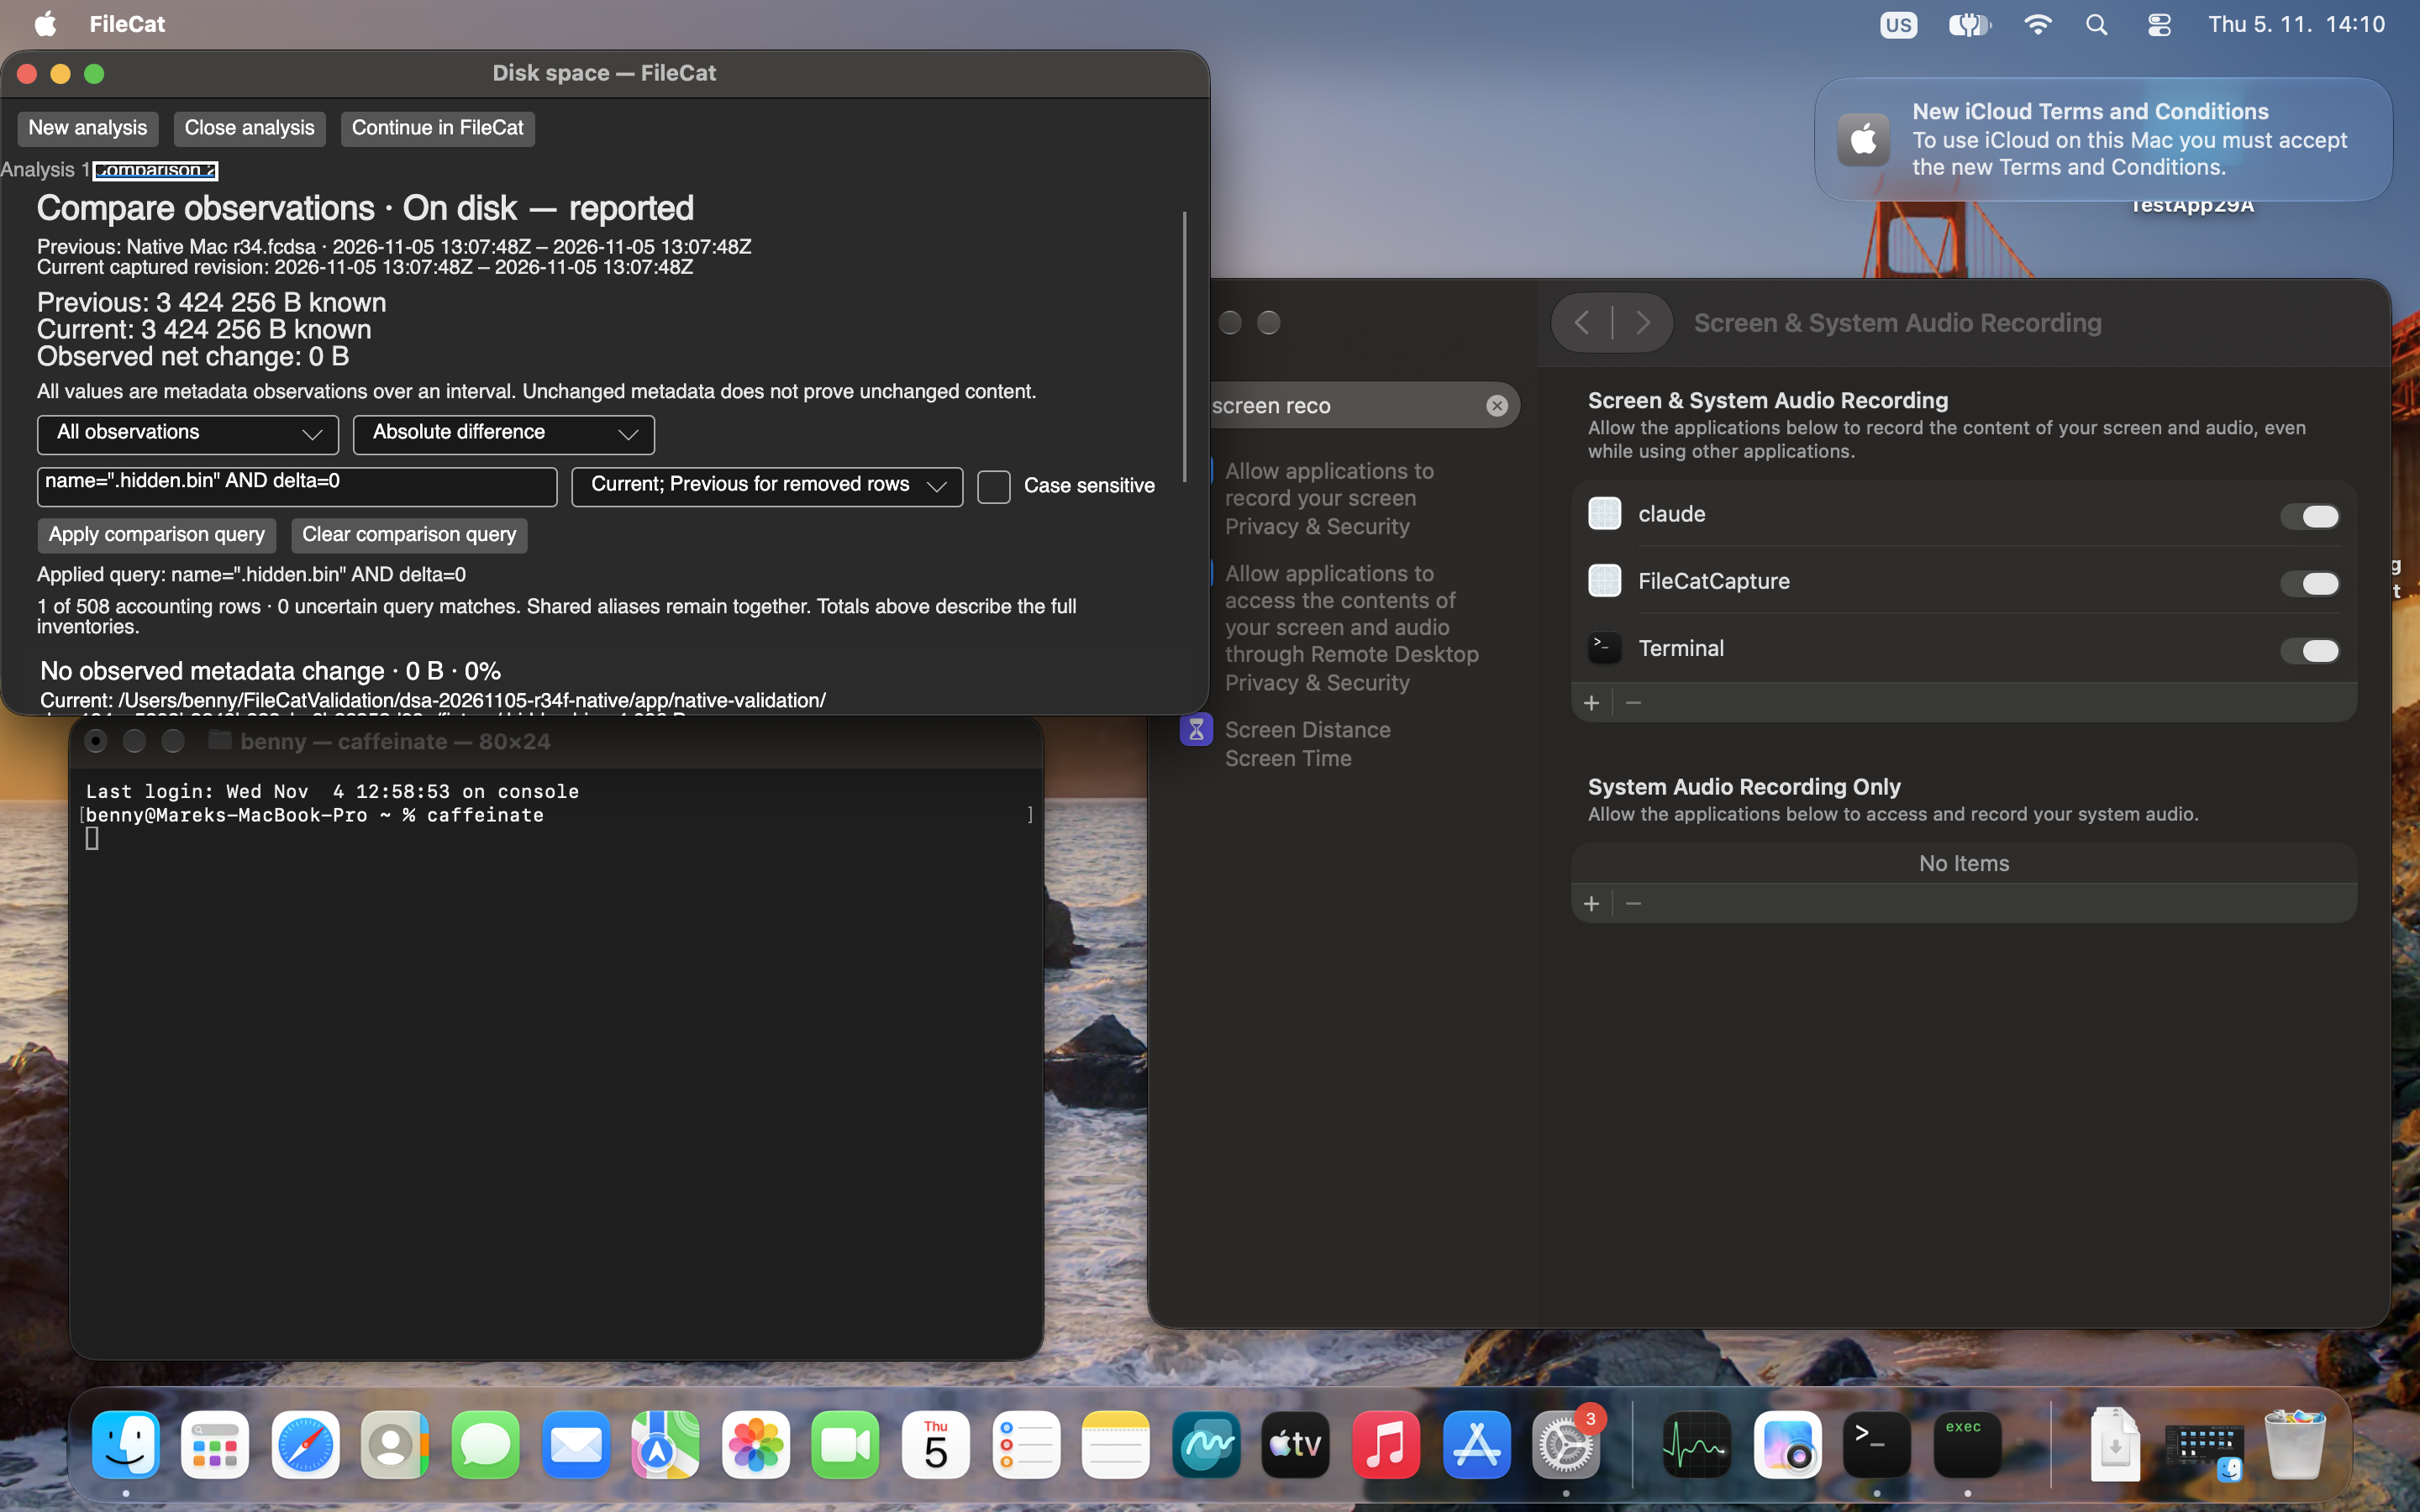 FileCat
US
Thu 5. 11. 14:10
Disk space — FileCat
New analysis
Close analysis
Continue in FileCat
Analysis 1
Comparison 2
Compare observations · On disk — reported
Previous: Native Mac r34.fcdsa · 2026-11-05 13:07:48Z – 2026-11-05 13:07:48Z
Current captured revision: 2026-11-05 13:07:48Z – 2026-11-05 13:07:48Z
Previous: 3 424 256 B known
Current: 3 424 256 B known
Observed net change: 0 B
All values are metadata observations over an interval. Unchanged metadata does not prove unchanged content.
All observations
Absolute difference
name=".hidden.bin" AND delta=0
Current; Previous for removed rows
Case sensitive
Apply comparison query
Clear comparison query
Applied query: name=".hidden.bin" AND delta=0
1 of 508 accounting rows · 0 uncertain query matches. Shared aliases remain together. Totals above describe the full
inventories.
No observed metadata change · 0 B · 0%
Current: /Users/benny/FileCatValidation/dsa-20261105-r34f-native/app/native-validation/
New iCloud Terms and Conditions
To use iCloud on this Mac you must accept
the new Terms and Conditions.
TestApp29A
screen reco
Allow applications to
record your screen
Privacy & Security
Allow applications to
access the contents of
your screen and audio
through Remote Desktop
Privacy & Security
Screen Distance
Screen Time
Screen & System Audio Recording
Screen & System Audio Recording
Allow the applications below to record the content of your screen and audio, even
while using other applications.
claude
FileCatCapture
Terminal
System Audio Recording Only
Allow the applications below to access and record your system audio.
No Items
benny — caffeinate — 80×24
Last login: Wed Nov  4 12:58:53 on console
[benny@Mareks-MacBook-Pro ~ % caffeinate ]
Thu
5
tv
3
exec